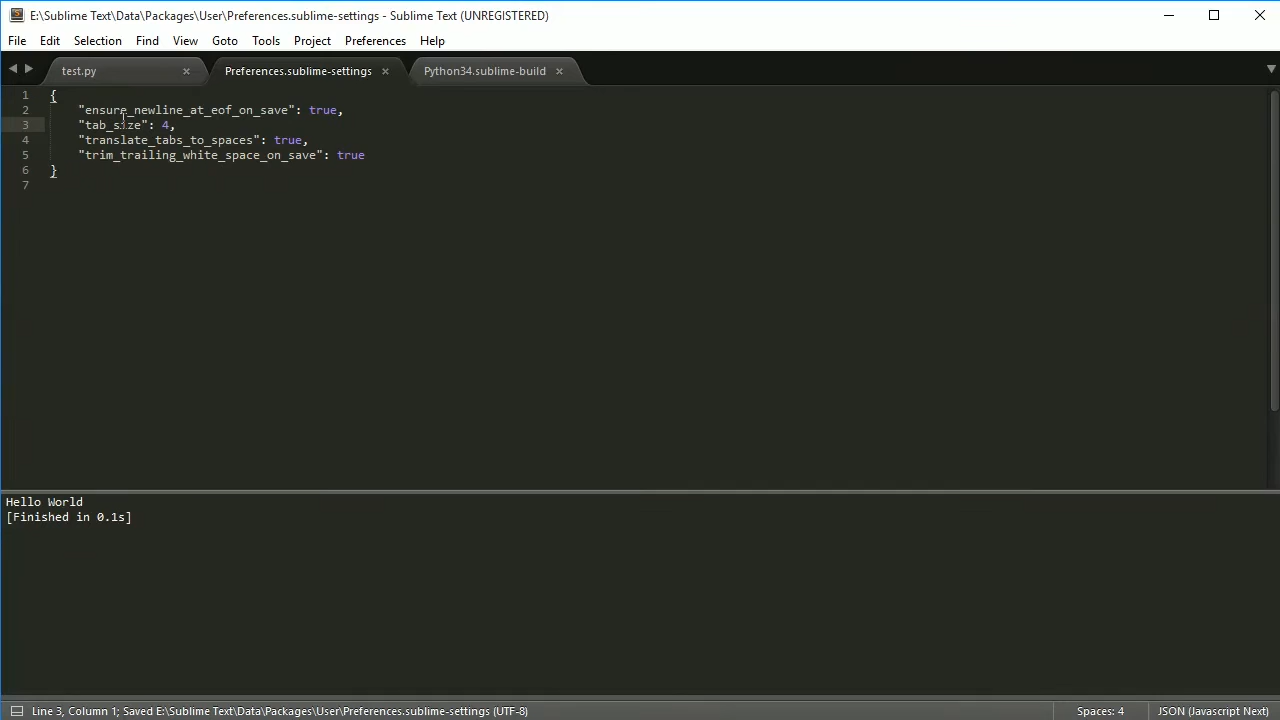 E:\Sublime Text\Data\Packages\User\Preferences.sublime-settings - Sublime Text (UNREGISTERED)
File Edit Selection Find View Goto Tools Project Preferences Help
test.py Preferences.sublime-settings Python34.sublime-build
1 {
2 "ensure_newline_at_eof_on_save": true,
3 "tab_size": 4,
4 "translate_tabs_to_spaces": true,
5 "trim_trailing_white_space_on_save": true
6 }
7
Hello World
[Finished in 0.1s]
Line 3, Column 1; Saved E:\Sublime Text\Data\Packages\User\Preferences.sublime-settings (UTF-8) Spaces: 4 JSON (Javascript Next)